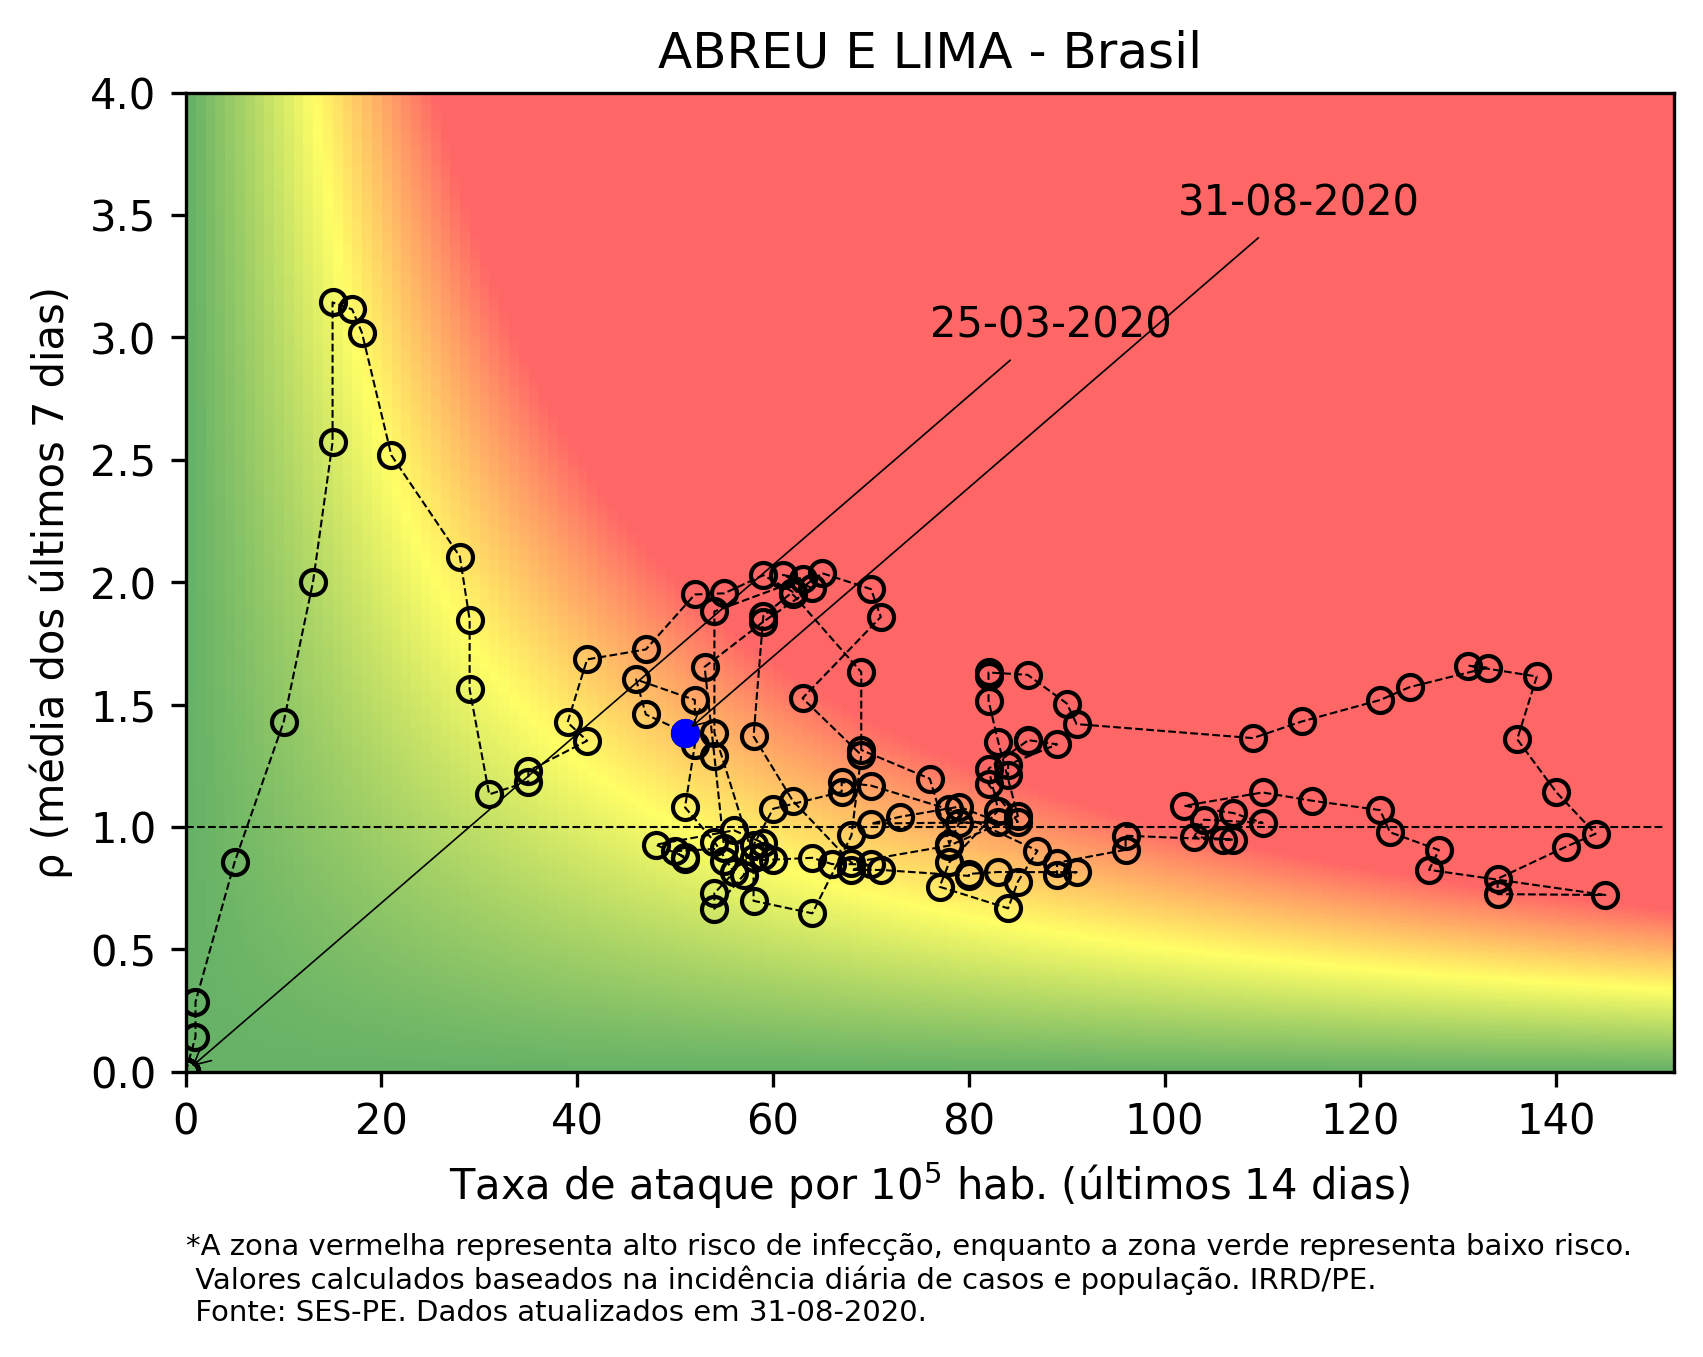 ABREU E LIMA - Brasil
4.0
3.5
3.0
2.5
2.0
1.5
1.0
0.5
0.0
ρ (média dos últimos 7 dias)
31-08-2020
25-03-2020
0 20 40 60 80 100 120 140
Taxa de ataque por 10⁵ hab. (últimos 14 dias)
*A zona vermelha representa alto risco de infecção, enquanto a zona verde representa baixo risco.
Valores calculados baseados na incidência diária de casos e população. IRRD/PE.
Fonte: SES-PE. Dados atualizados em 31-08-2020.